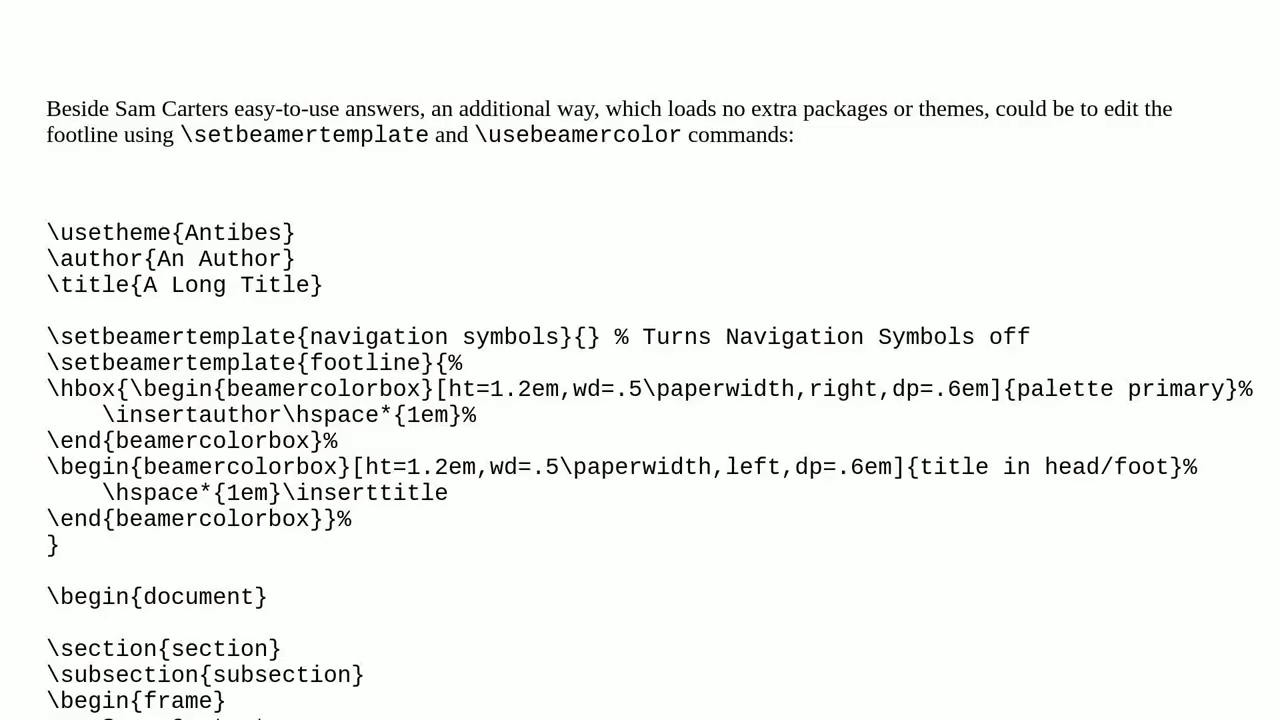 Beside Sam Carters easy-to-use answers, an additional way, which loads no extra packages or themes, could be to edit the
footline using \setbeamertemplate and \usebeamercolor commands:
\usetheme{Antibes}
\author{An Author}
\title{A Long Title}
\setbeamertemplate{navigation symbols}{} % Turns Navigation Symbols off
\setbeamertemplate{footline}{%
\hbox{\begin{beamercolorbox}[ht=1.2em,wd=.5\paperwidth,right,dp=.6em]{palette primary}%
    \insertauthor\hspace*{1em}%
\end{beamercolorbox}%
\begin{beamercolorbox}[ht=1.2em,wd=.5\paperwidth,left,dp=.6em]{title in head/foot}%
    \hspace*{1em}\inserttitle
\end{beamercolorbox}}%
}
\begin{document}
\section{section}
\subsection{subsection}
\begin{frame}